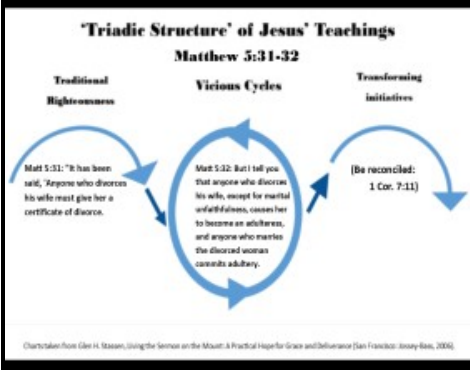 ‘Triadic Structure’ of Jesus’ Teachings
Matthew 5:31-32
Traditional
Righteousness
Vicious Cycles
Transforming
initiatives
Matt 5:31: "It has been
said, 'Anyone who divorces
his wife must give her a
certificate of divorce.
Matt 5:32: But I tell you
that anyone who divorces
his wife, except for marital
unfaithfulness, causes her
to become an adulteress,
and anyone who marries
the divorced woman
commits adultery.
(Be reconciled:
1 Cor. 7:11)
Charts taken from Glen H. Stassen, Living the Sermon on the Mount: A Practical Hope for Grace and Deliverance (San Francisco: Jossey-Bass, 2006).